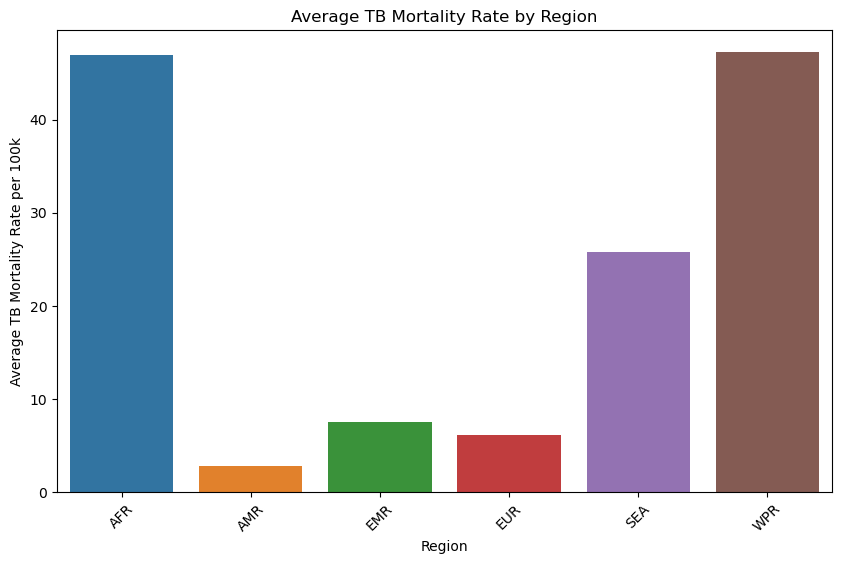 Average TB Mortality Rate by Region
Average TB Mortality Rate per 100k
40
30
20
10
0
AFR
AMR
EMR
EUR
SEA
WPR
Region